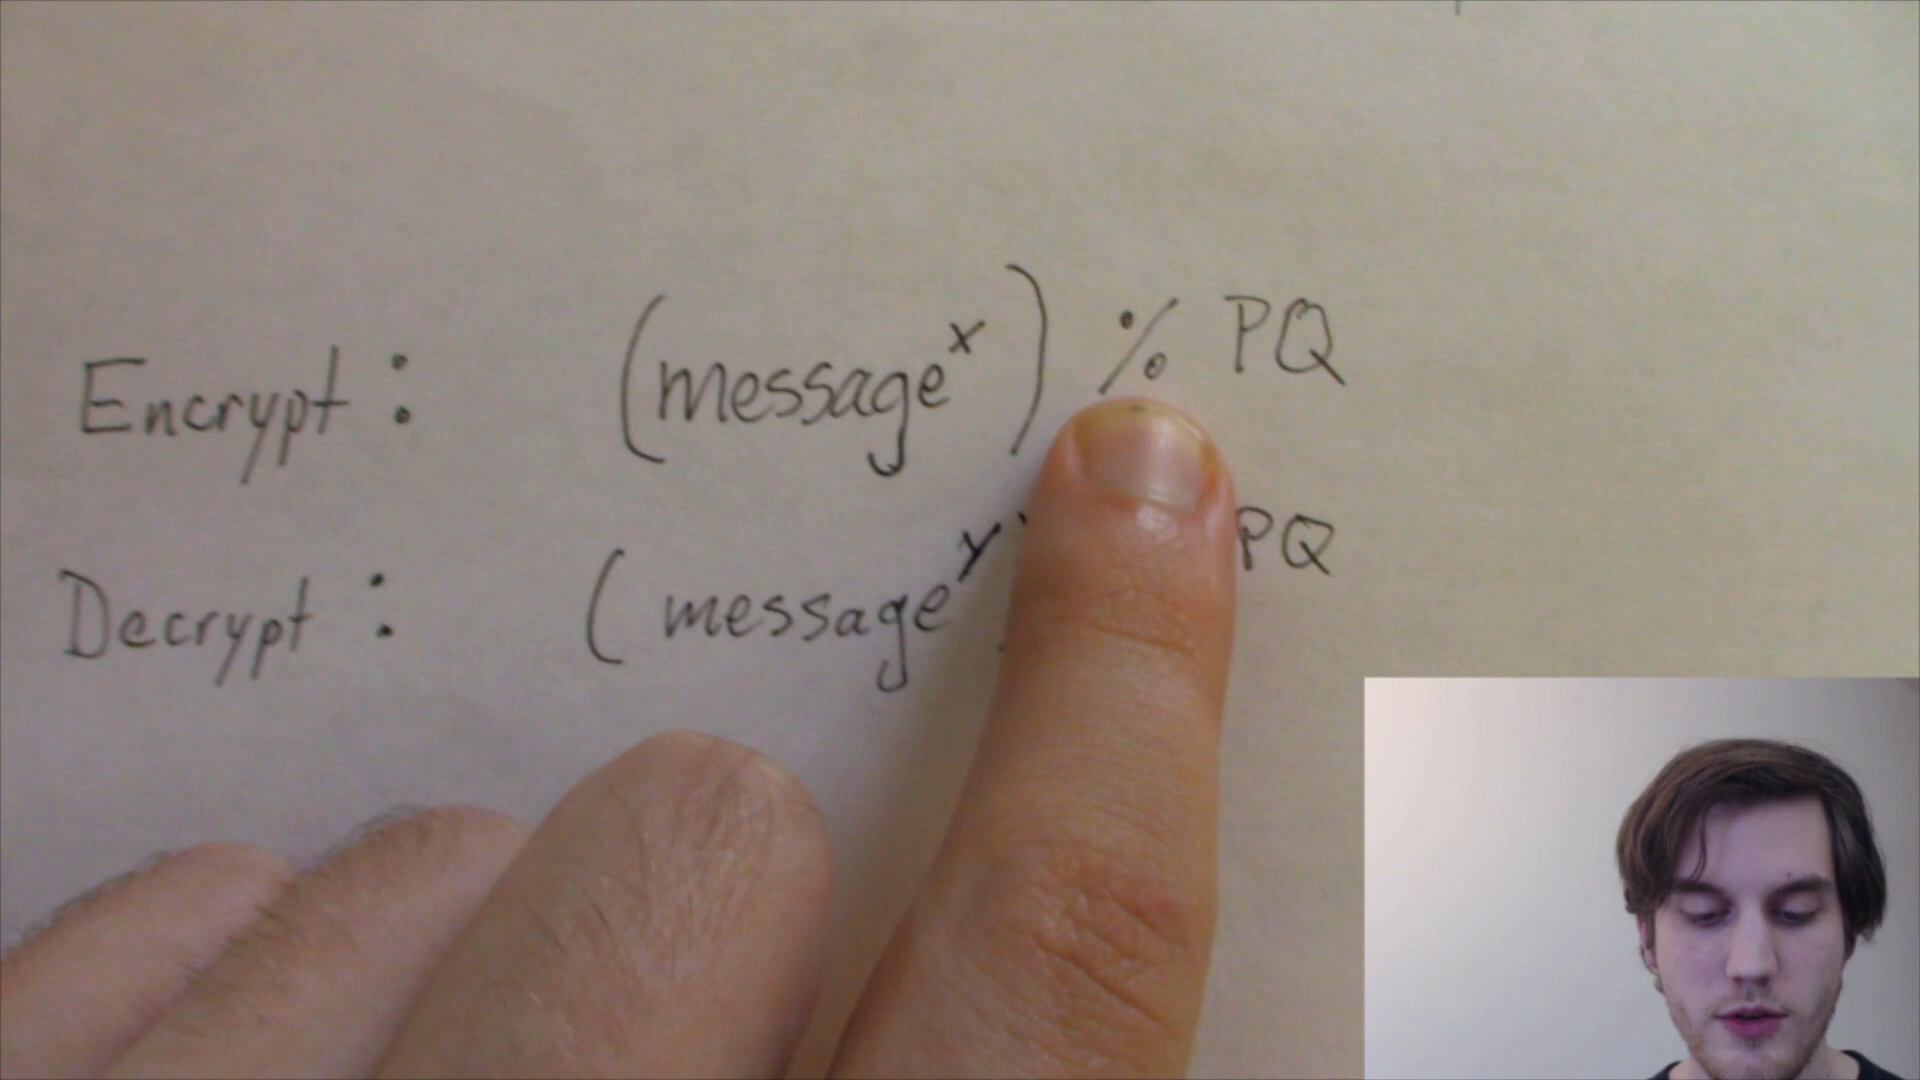 Encrypt : (message^x) % PQ
Decrypt : (message^y PQ